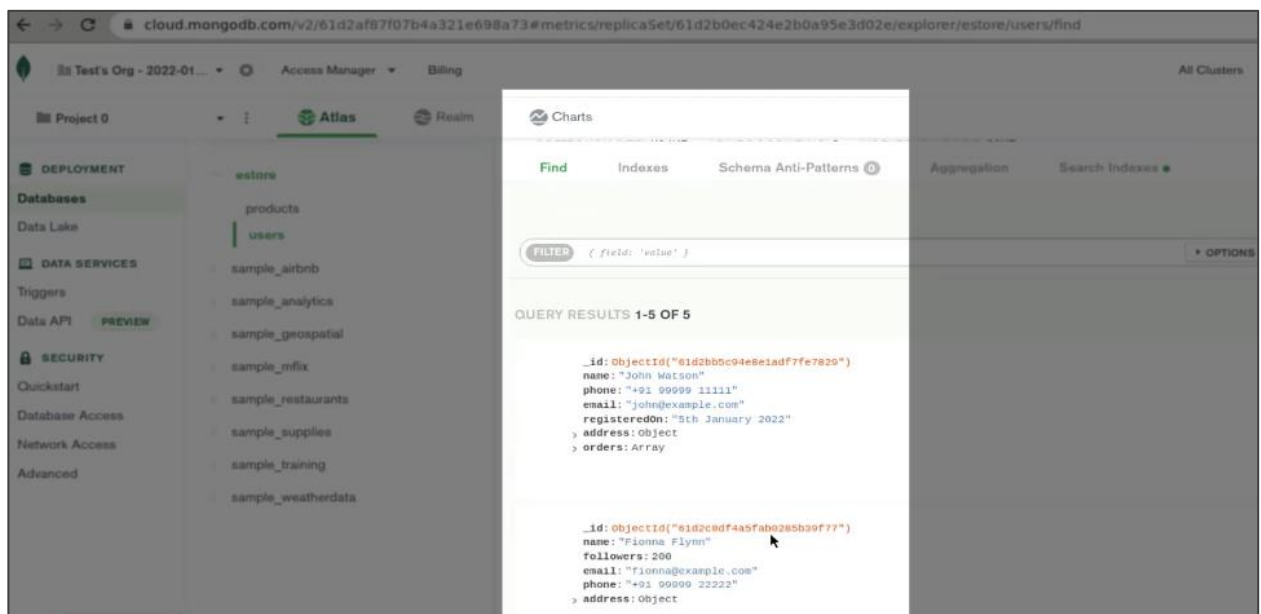 cloud.mongodb.com/v2/61d2af87f07b4a321e698a73#metrics/replicaSet/61d2b0ec424e2b0a95e3d02e/explorer/estore/users/find
Test's Org - 2022-01... Access Manager Billing All Clusters
Project 0 Atlas Realm Charts
DEPLOYMENT
Databases
Data Lake
DATA SERVICES
Triggers
Data API PREVIEW
SECURITY
Quickstart
Database Access
Network Access
Advanced
estore
products
users
sample_airbnb
sample_analytics
sample_geospatial
sample_mflix
sample_restaurants
sample_supplies
sample_training
sample_weatherdata
Find Indexes Schema Anti-Patterns 0 Aggregation Search Indexes
FILTER { field: 'value' } OPTIONS
QUERY RESULTS 1-5 OF 5
_id: ObjectId("61d2bb5c94e8e1adf7fe7829")
name: "John Watson"
phone: "+91 99999 11111"
email: "john@example.com"
registeredOn: "5th January 2022"
address: Object
orders: Array
_id: ObjectId("61d2c0df4a5fab0285b39f77")
name: "Fionna Flynn"
followers: 200
email: "fionna@example.com"
phone: "+91 99999 22222"
address: Object